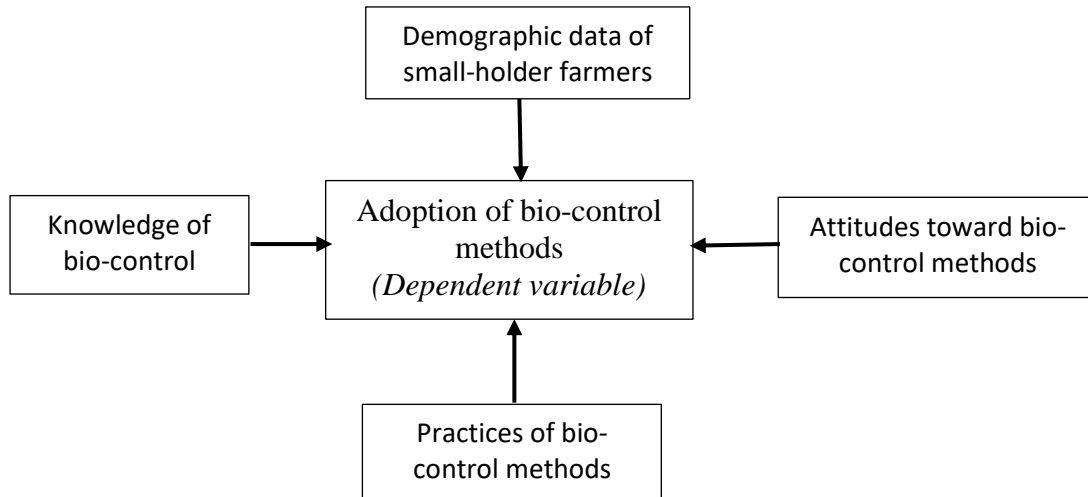 Demographic data of
small-holder farmers
Knowledge of
bio-control
Adoption of bio-control
methods
(Dependent variable)
Attitudes toward bio-
control methods
Practices of bio-
control methods